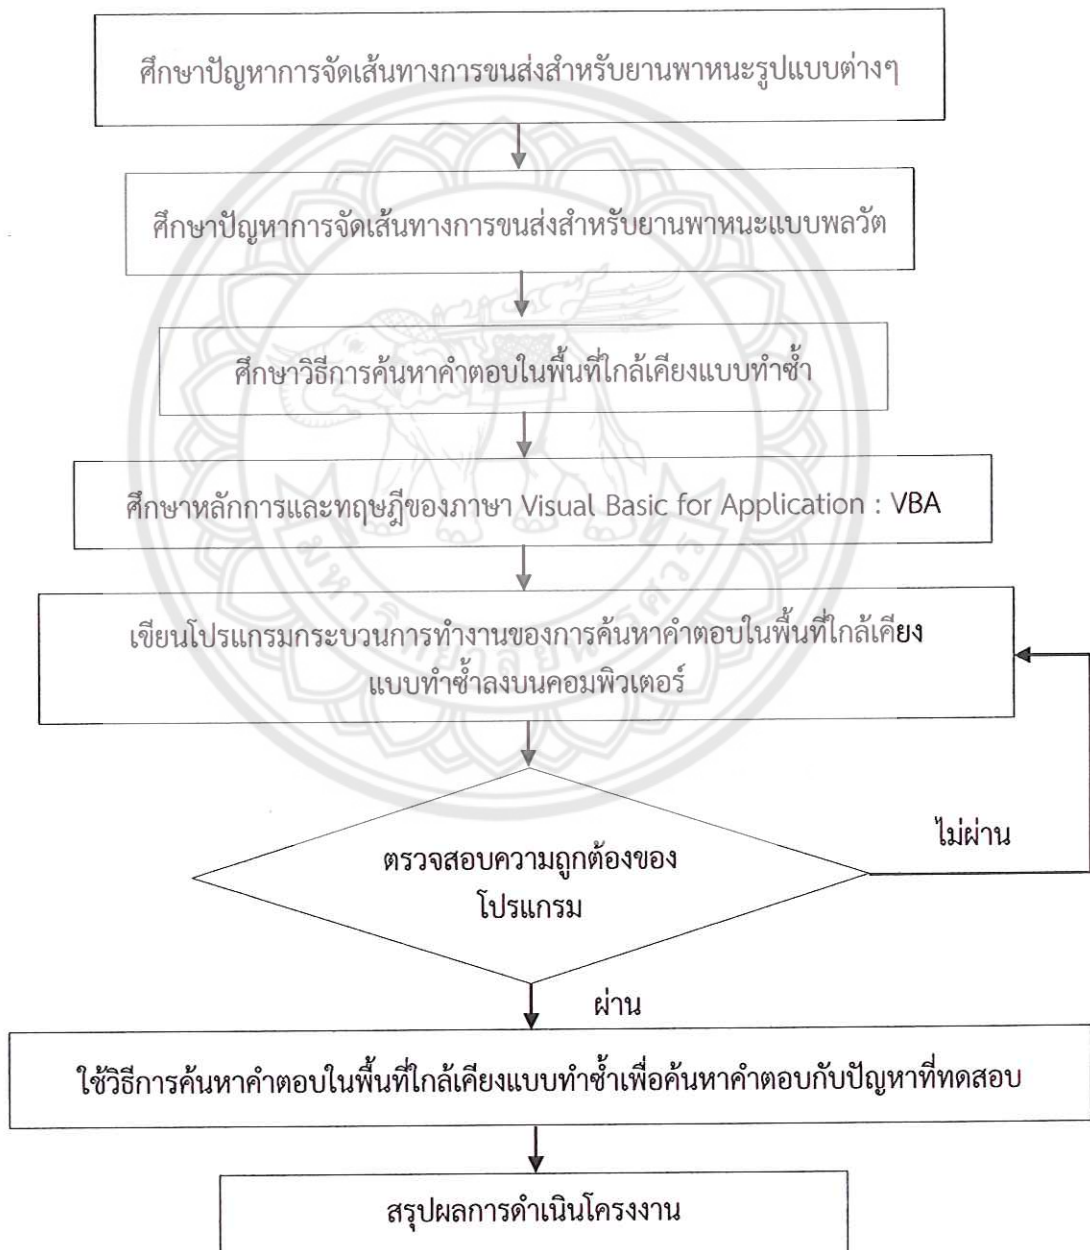 ศึกษาปัญหาการจัดเส้นทางการขนส่งสำหรับยานพาหนะรูปแบบต่างๆ
ศึกษาปัญหาการจัดเส้นทางการขนส่งสำหรับยานพาหนะแบบพลวัต
ศึกษาวิธีการค้นหาคำตอบในพื้นที่ใกล้เคียงแบบทำซ้ำ
ศึกษาหลักการและทฤษฎีของภาษา Visual Basic for Application : VBA
เขียนโปรแกรมกระบวนการทำงานของการค้นหาคำตอบในพื้นที่ใกล้เคียง
แบบทำซ้ำลงบนคอมพิวเตอร์
มหาวิทยาลัยนเรศวร
ไม่ผ่าน
ตรวจสอบความถูกต้องของ
โปรแกรม
ผ่าน
ใช้วิธีการค้นหาคำตอบในพื้นที่ใกล้เคียงแบบทำซ้ำเพื่อค้นหาคำตอบกับปัญหาที่ทดสอบ
สรุปผลการดำเนินโครงงาน